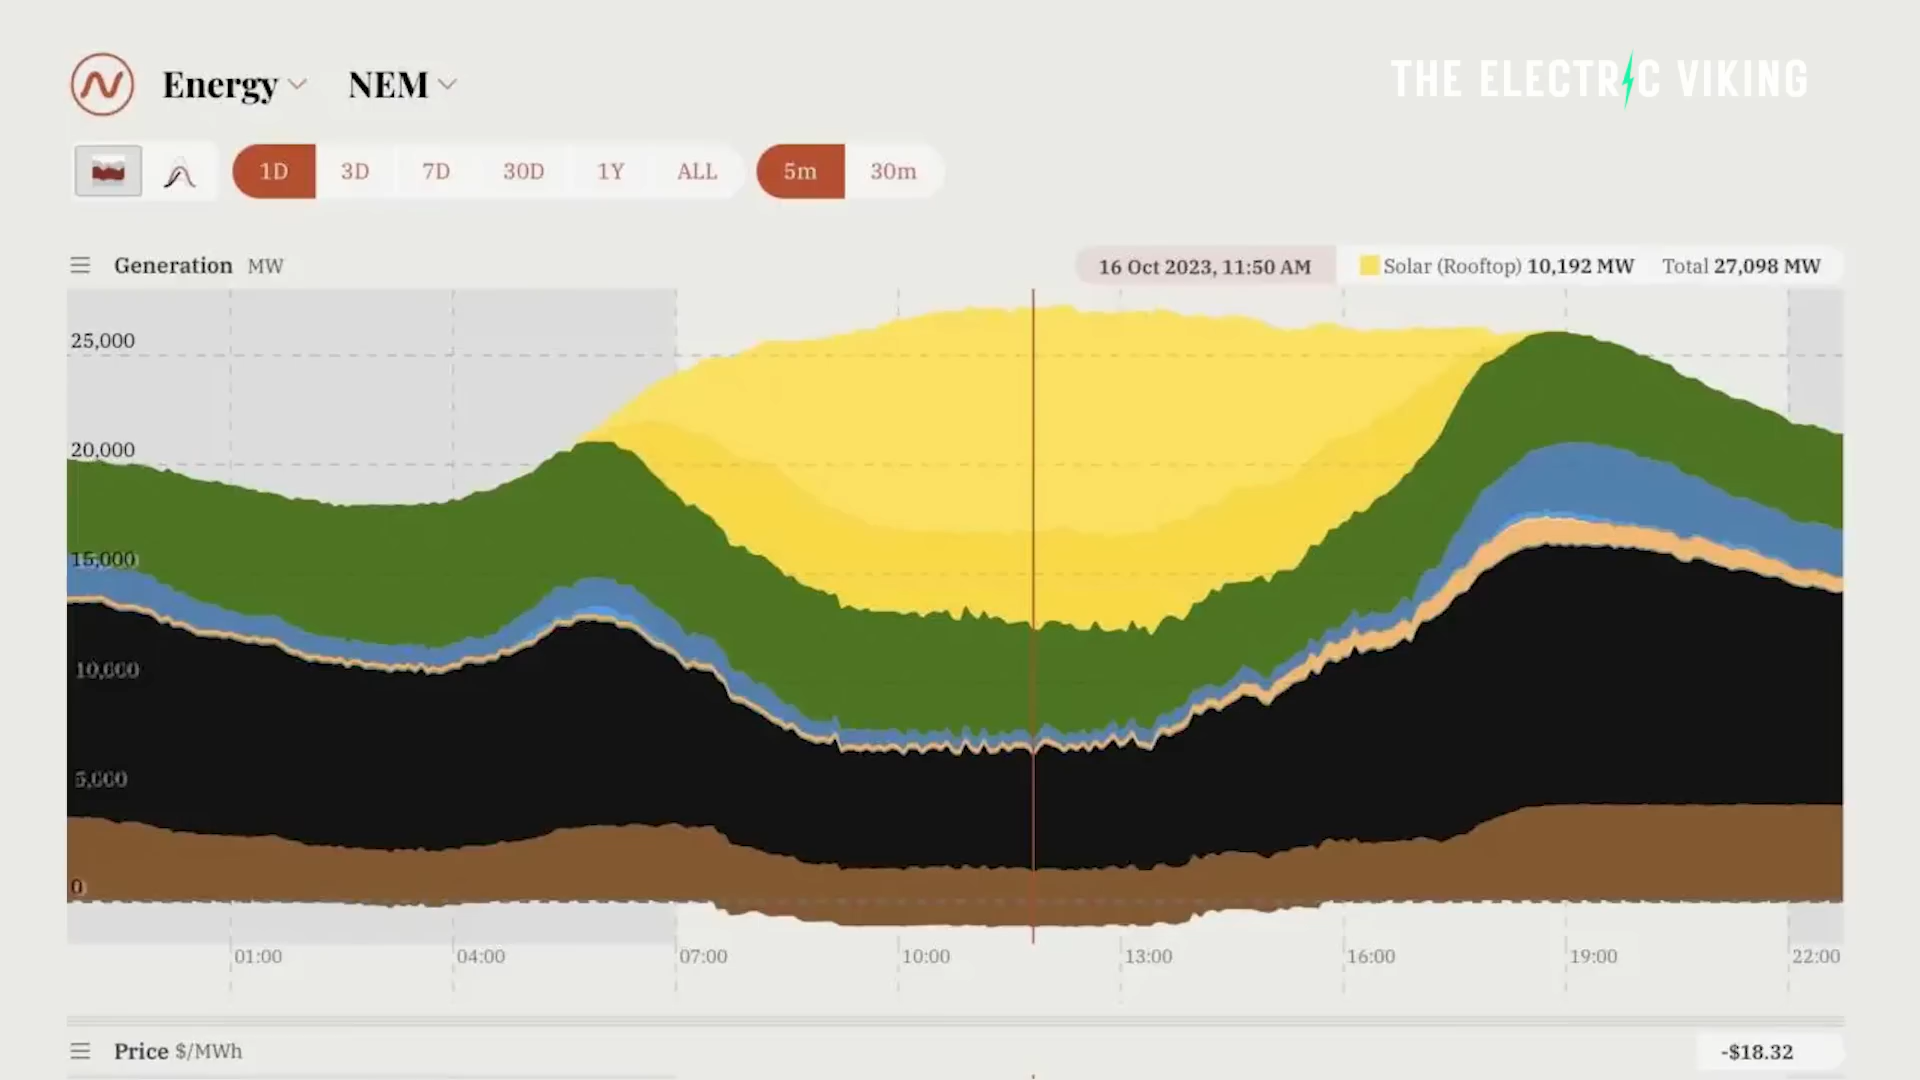 Energy NEM
THE ELECTRIC VIKING
1D 3D 7D 30D 1Y ALL 5m 30m
Generation MW
16 Oct 2023, 11:50 AM Solar (Rooftop) 10,192 MW Total 27,098 MW
25,000
20,000
15,000
10,000
5,000
0
01:00 04:00 07:00 10:00 13:00 16:00 19:00 22:00
Price $/MWh
-$18.32